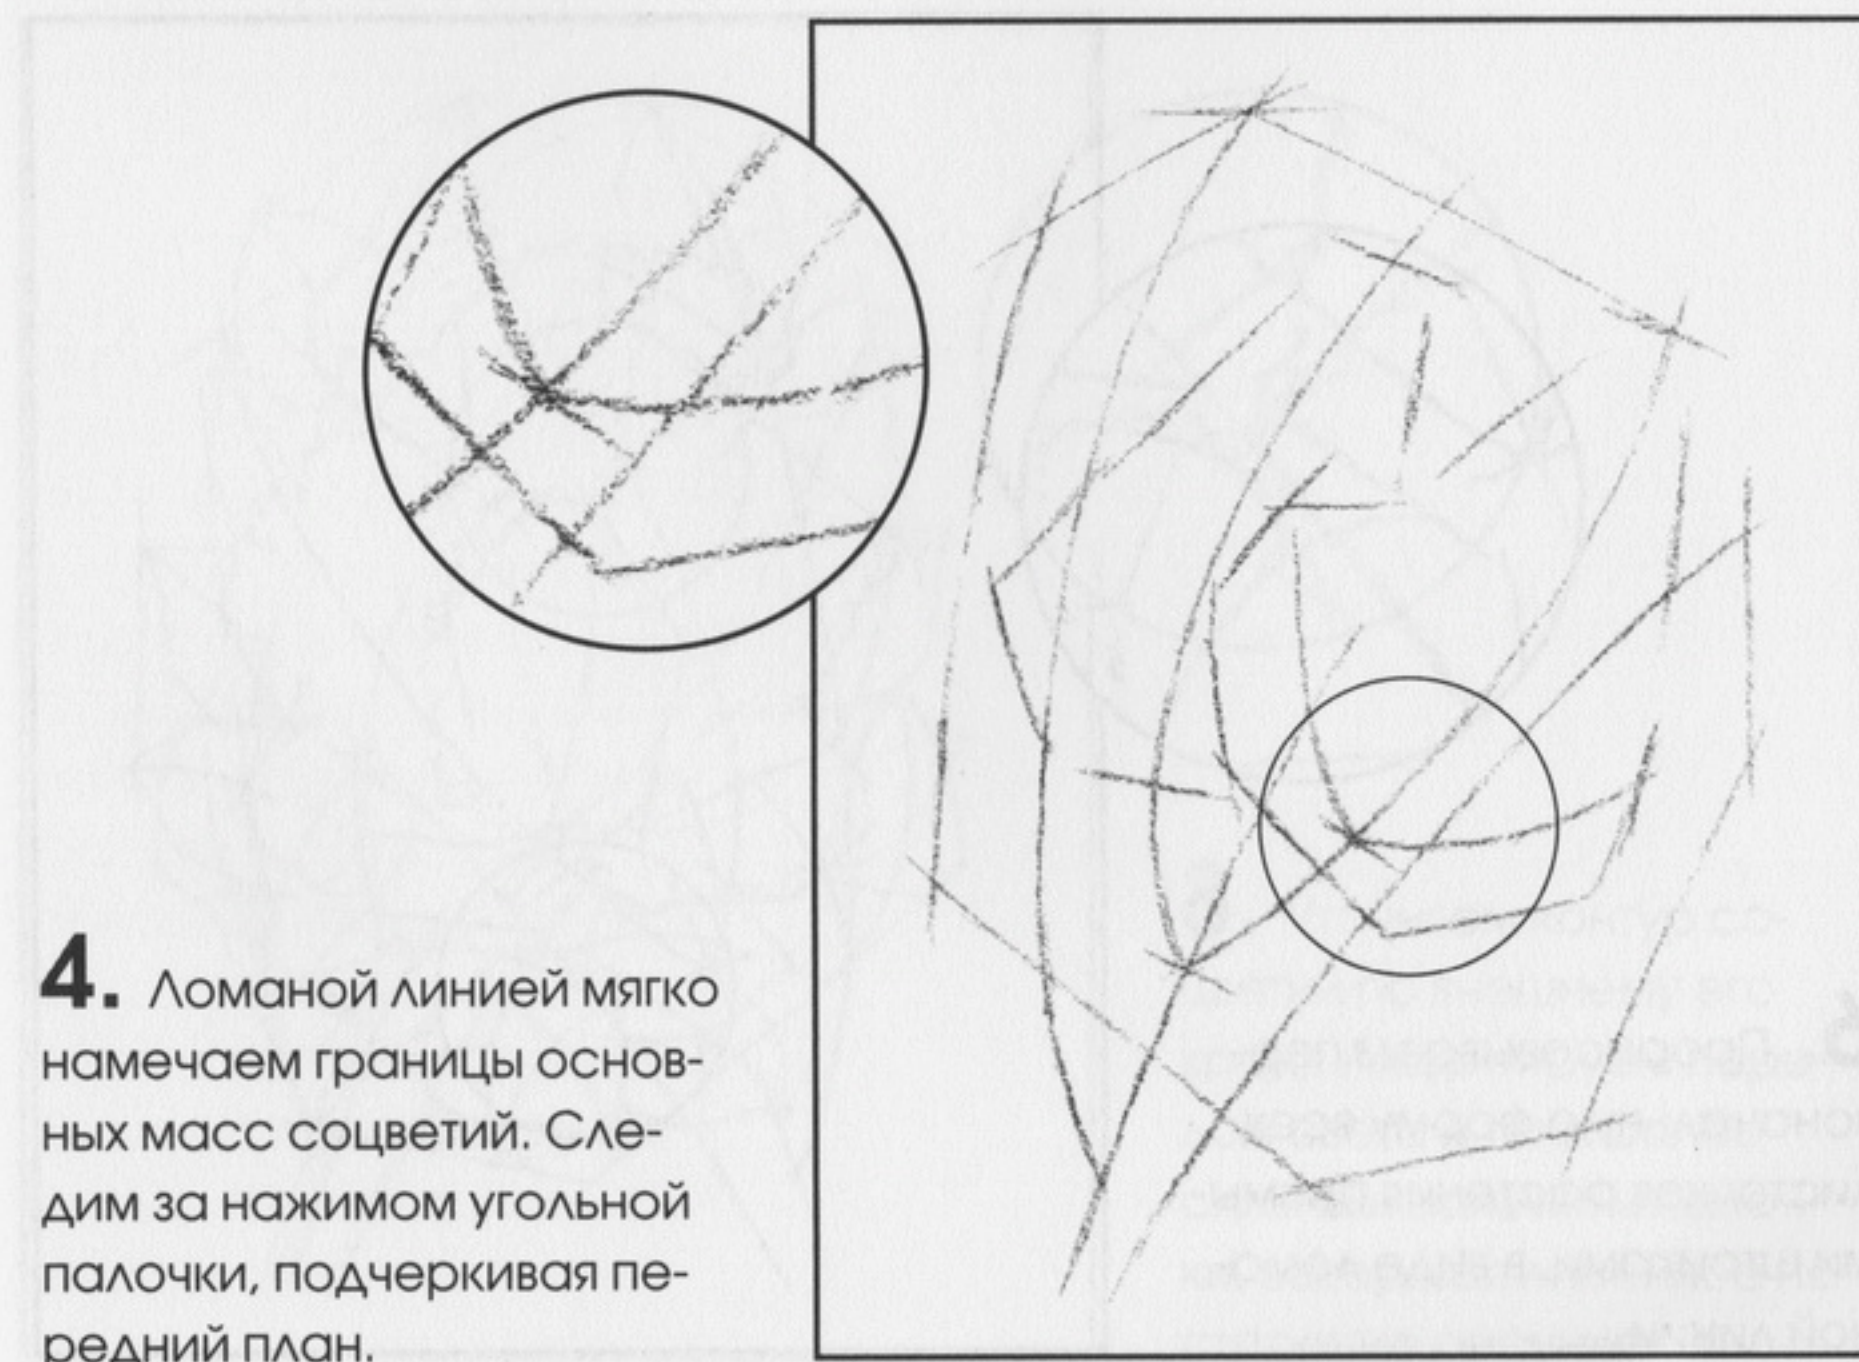 4. Ломаной линией мягко
намечаем границы основ-
ных масс соцветий. Сле-
дим за нажимом угольной
палочки, подчеркивая пе-
редний план.